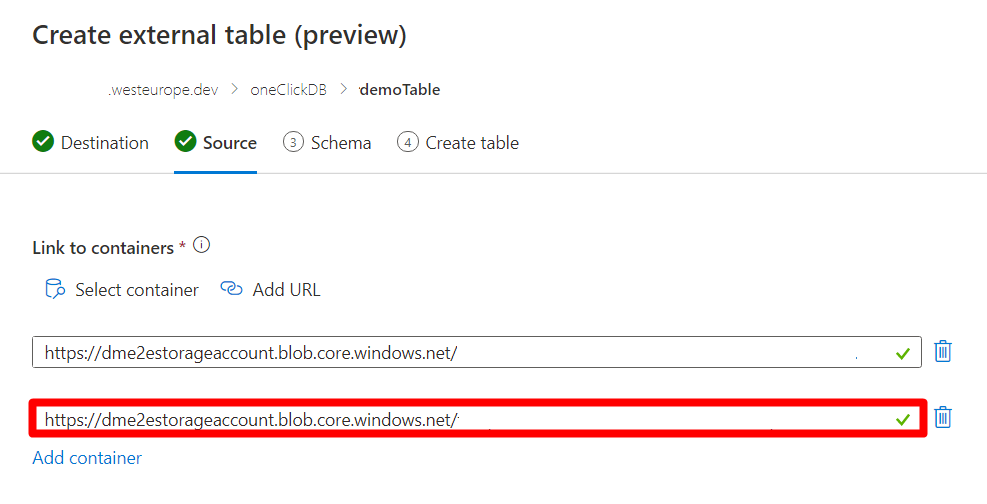 Create external table (preview)
.westeurope.dev > oneClickDB > demoTable
Destination Source 3 Schema 4 Create table
Link to containers *
Select container Add URL
https://dme2estorageaccount.blob.core.windows.net/
https://dme2estorageaccount.blob.core.windows.net/
Add container